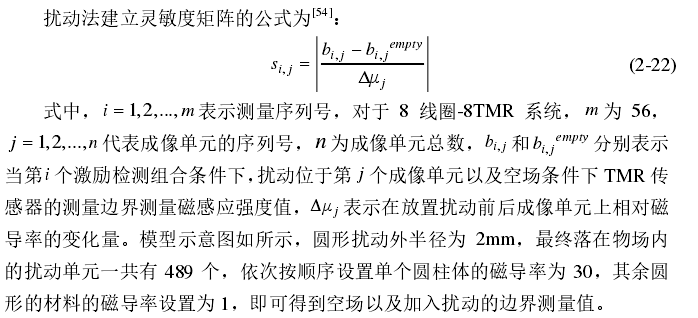 扰动法建立灵敏度矩阵的公式为[54]：
s_{i,j} = |(b_{i,j} − b_{i,j}^{empty}) / Δμ_j| (2-22)
式中，i=1,2,...,m表示测量序列号，对于 8 线圈-8TMR 系统，m 为 56，
j=1,2,...,n 代表成像单元的序列号，n为成像单元总数，b_{i,j} 和 b_{i,j}^{empty} 分别表示
当第i个激励检测组合条件下，扰动位于第 j 个成像单元以及空场条件下 TMR 传
感器的测量边界测量磁感应强度值，Δμ_j 表示在放置扰动前后成像单元上相对磁
导率的变化量。模型示意图如所示，圆形扰动外半径为 2mm，最终落在物场内
的扰动单元一共有 489 个，依次按顺序设置单个圆柱体的磁导率为 30，其余圆
形的材料的磁导率设置为 1，即可得到空场以及加入扰动的边界测量值。